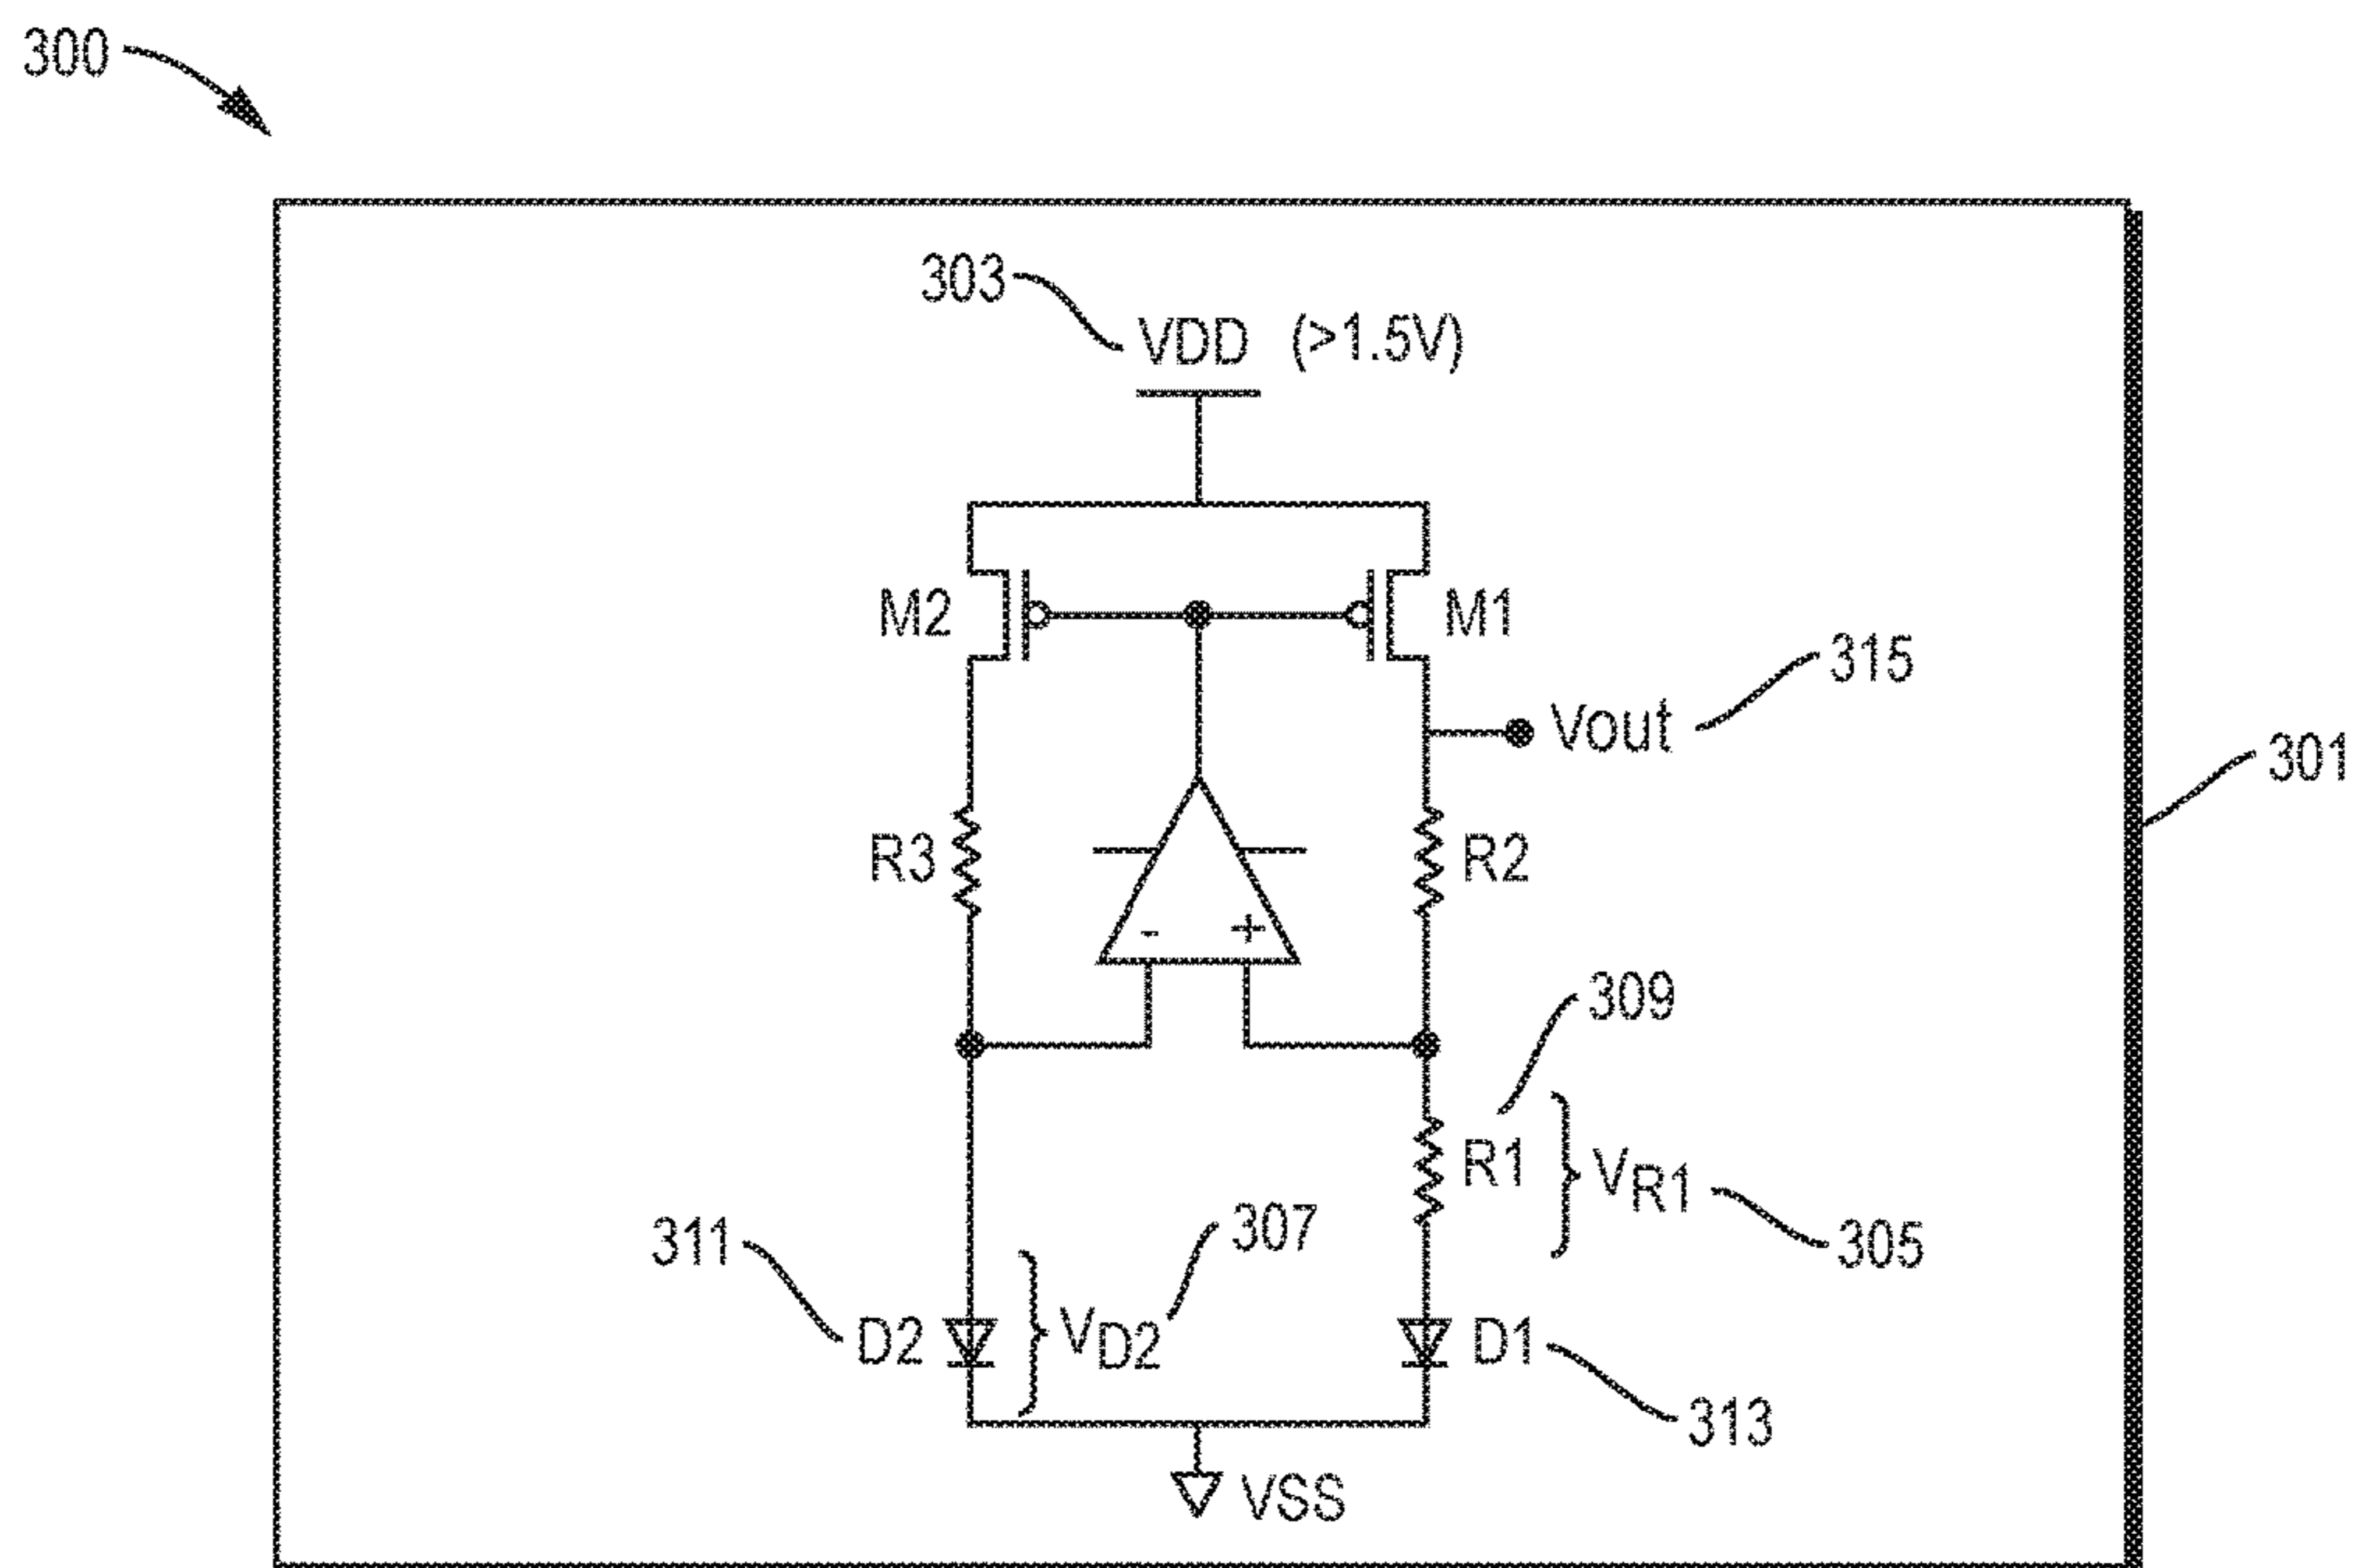 300
303
VDD (>1.5V)
M2
M1
315
Vout
301
R3
R2
-
+
309
R1
VR1
307
311
305
D2
VD2
D1
313
VSS